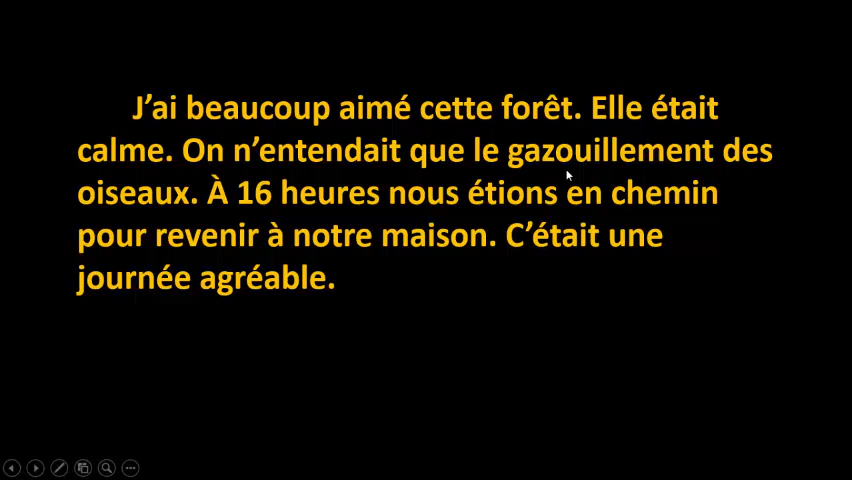 J’ai beaucoup aimé cette forêt. Elle était
calme. On n’entendait que le gazouillement des
oiseaux. À 16 heures nous étions en chemin
pour revenir à notre maison. C’était une
journée agréable.